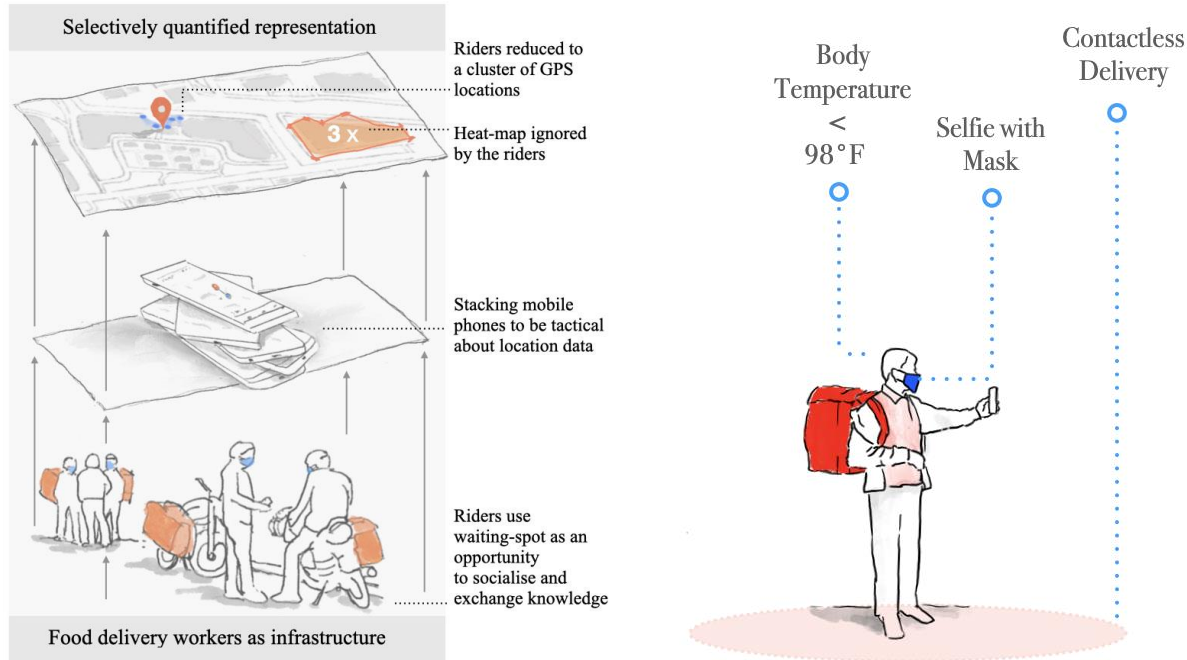 Selectively quantified representation
Riders reduced to
a cluster of GPS
locations
3 x
Heat-map ignored
by the riders
Stacking mobile
phones to be tactical
about location data
Riders use
waiting-spot as an
opportunity
to socialise and
exchange knowledge
Food delivery workers as infrastructure
Body
Temperature
<
98°F
Selfie with
Mask
Contactless
Delivery